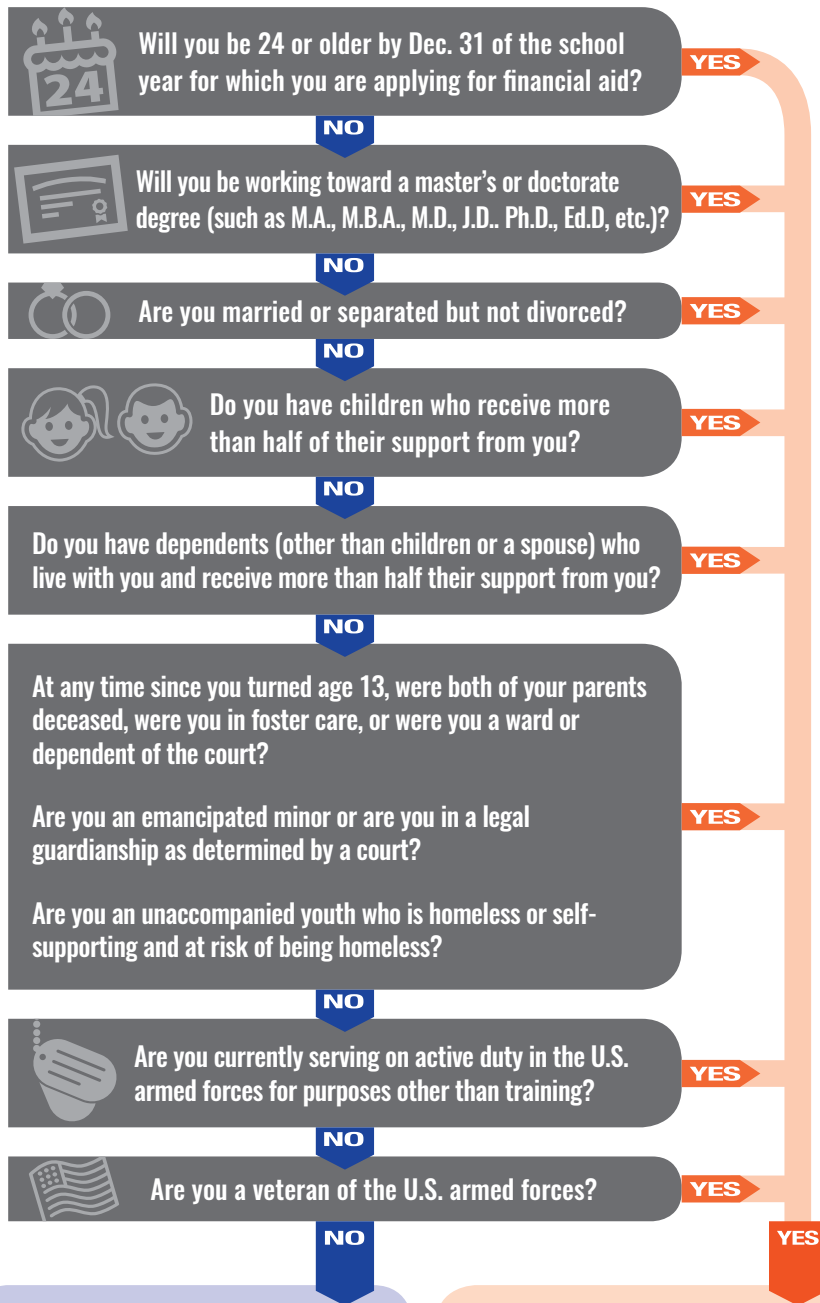 24
Will you be 24 or older by Dec. 31 of the school
year for which you are applying for financial aid?
YES
NO
Will you be working toward a master's or doctorate
degree (such as M.A., M.B.A., M.D., J.D.. Ph.D., Ed.D, etc.)?
YES
NO
Are you married or separated but not divorced?
YES
NO
Do you have children who receive more
than half of their support from you?
YES
NO
Do you have dependents (other than children or a spouse) who
live with you and receive more than half their support from you?
YES
NO
At any time since you turned age 13, were both of your parents
deceased, were you in foster care, or were you a ward or
dependent of the court?
Are you an emancipated minor or are you in a legal
guardianship as determined by a court?
Are you an unaccompanied youth who is homeless or self-
supporting and at risk of being homeless?
YES
NO
Are you currently serving on active duty in the U.S.
armed forces for purposes other than training?
YES
NO
Are you a veteran of the U.S. armed forces?
YES
NO
YES